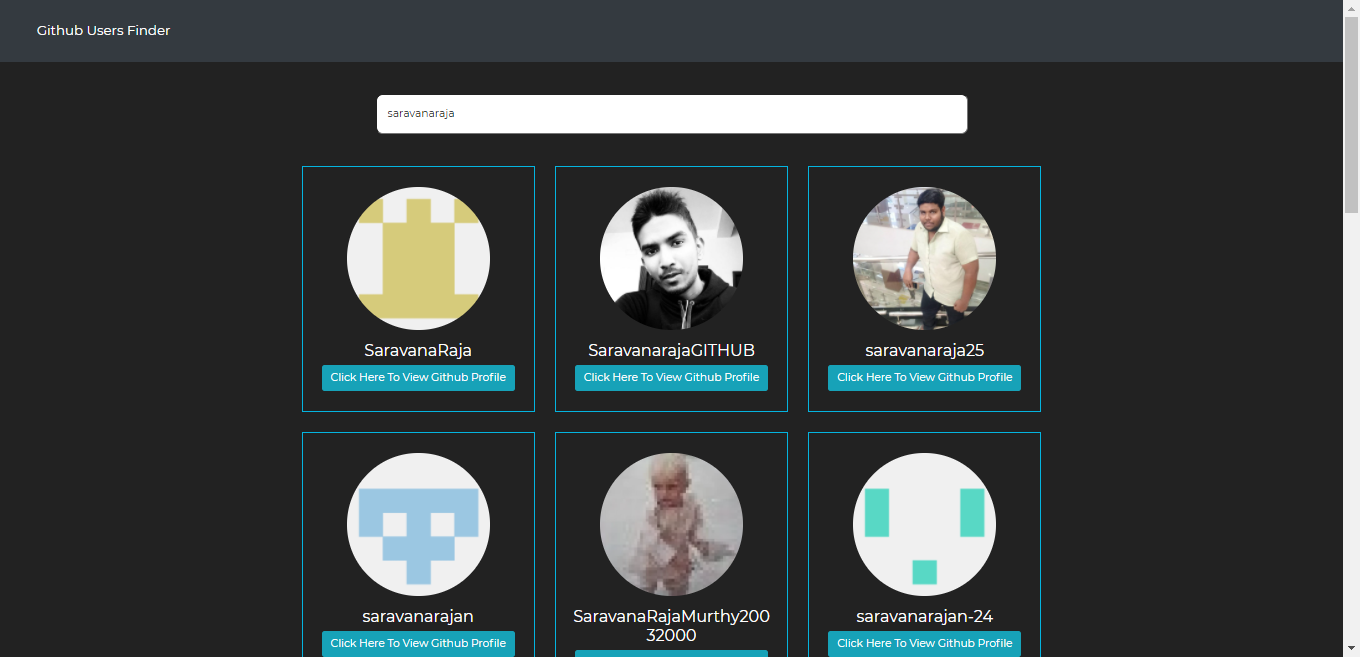 Github Users Finder
saravanaraja
SaravanaRaja
Click Here To View Github Profile
SaravanarajaGITHUB
Click Here To View Github Profile
saravanaraja25
Click Here To View Github Profile
saravanarajan
Click Here To View Github Profile
SaravanaRajaMurthy200
32000
saravanarajan-24
Click Here To View Github Profile